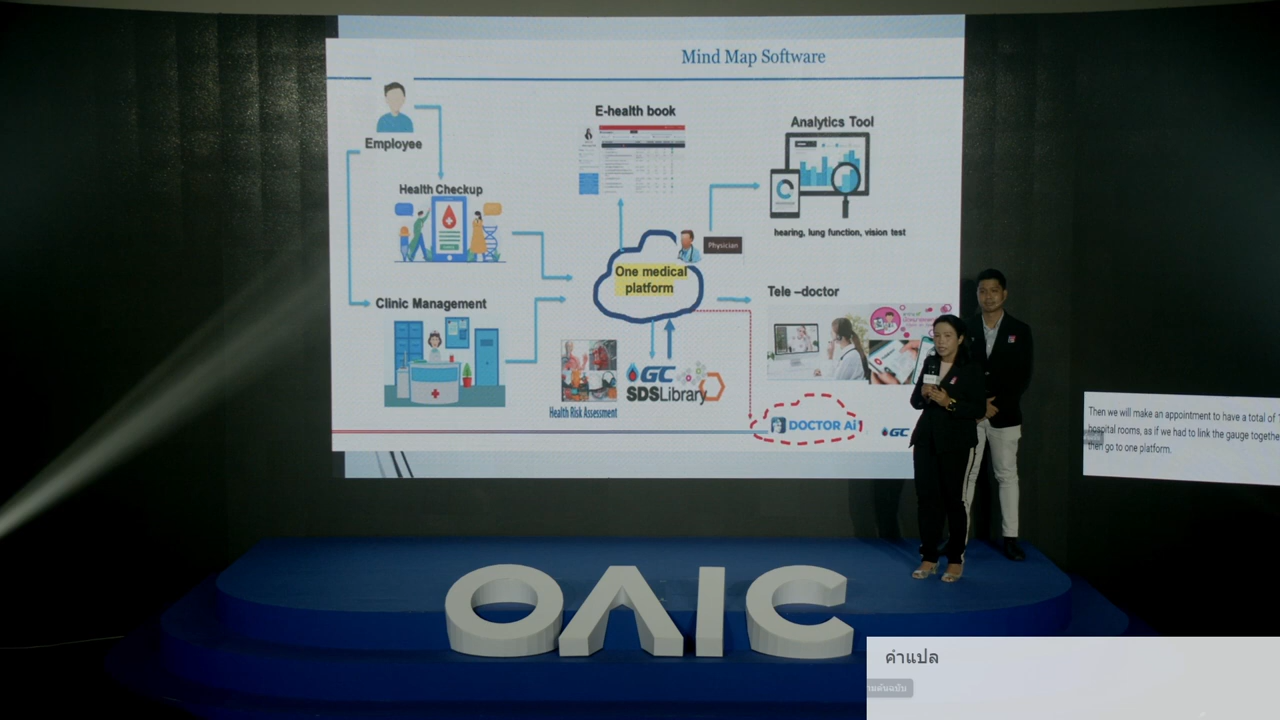 Mind Map Software
Employee
E-health book
Analytics Tool
Health Checkup
hearing, lung function, vision test
Physician
One medical
platform
Clinic Management
Tele –doctor
Health Risk Assessment
GC
SDSLibrary
DOCTOR Ai
GC
Then we will make an appointment to have a total of
hospital rooms, as if we had to link the gauge
then go to one platform.
OAIC
คำแปล